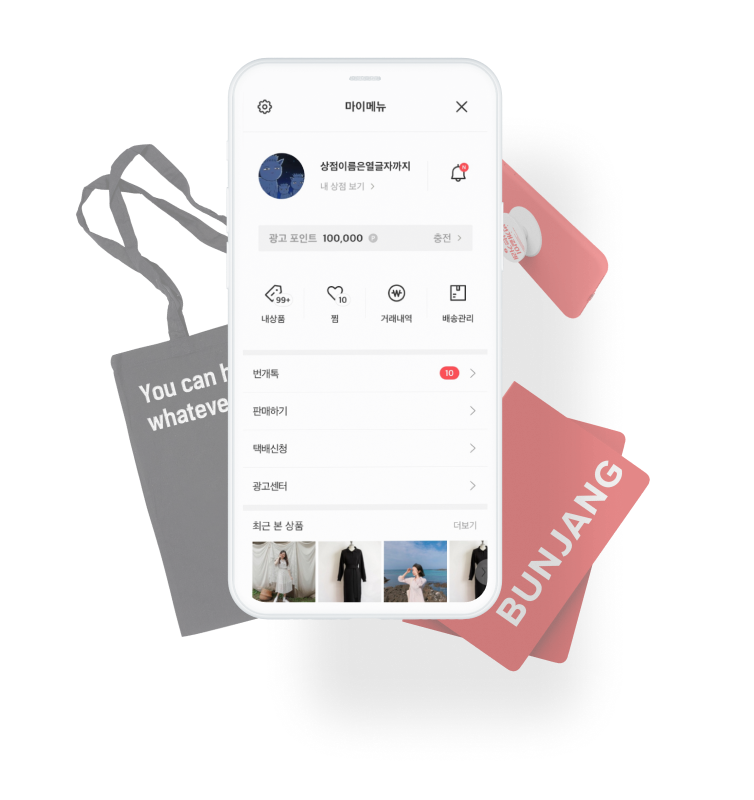 마이메뉴
상점이름은열글자까지
내 상점 보기
N
광고 포인트 100,000 P 충전
99+
10
내상품 찜 거래내역 배송관리
번개톡 10
판매하기
택배신청
광고센터
최근 본 상품 더보기
You can
whateve
BUNJANG